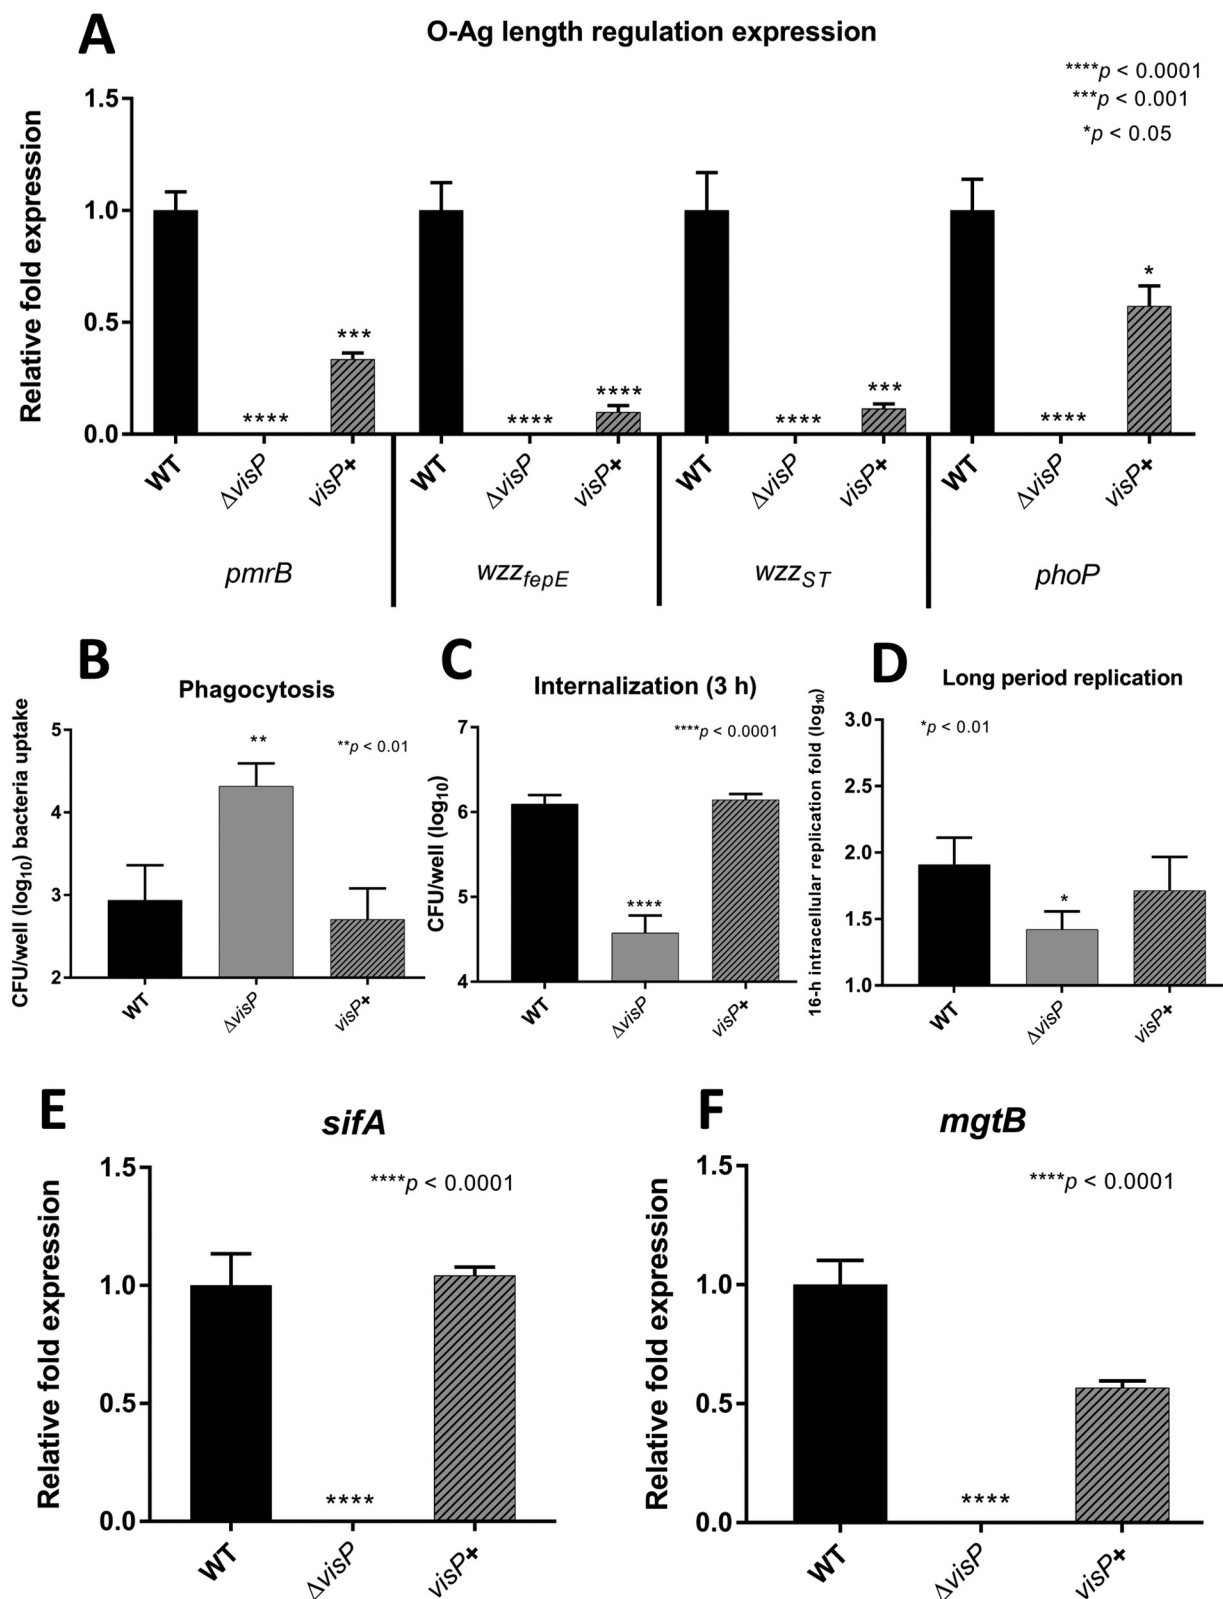 A
O-Ag length regulation expression
****p < 0.0001
***p < 0.001
*p < 0.05
Relative fold expression
1.5
1.0
0.5
0.0
***
****
***
*
****
****
****
****
WT ΔvisP visP+ WT ΔvisP visP+ WT ΔvisP visP+ WT ΔvisP visP+
pmrB wzzfepE wzzST phoP
B
Phagocytosis
CFU/well (log10) bacteria uptake
**p < 0.01
5
4
3
2
**
WT ΔvisP visP+
C
Internalization (3 h)
CFU/well (log10)
****p < 0.0001
7
6
5
4
****
WT ΔvisP visP+
D
Long period replication
16-h intracellular replication fold (log10)
*p < 0.01
3.0
2.5
2.0
1.5
1.0
*
WT ΔvisP visP+
E
sifA
Relative fold expression
****p < 0.0001
1.5
1.0
0.5
0.0
****
WT ΔvisP visP+
F
mgtB
Relative fold expression
****p < 0.0001
1.5
1.0
0.5
0.0
****
WT ΔvisP visP+